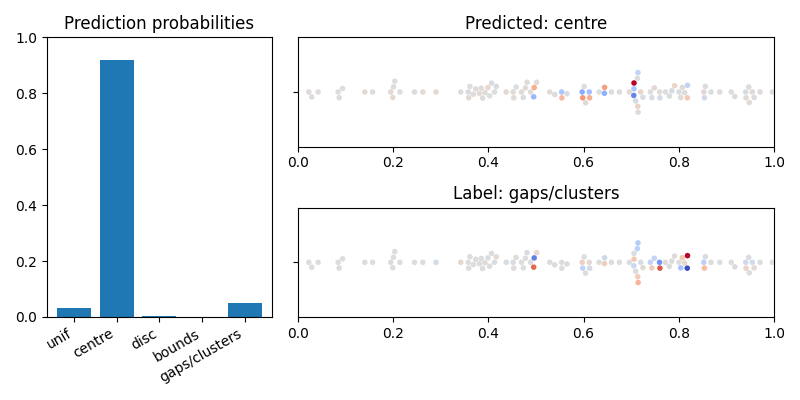 Prediction probabilities
1.0
0.8
0.6
0.4
0.2
0.0
unif
centre
disc
bounds
gaps/clusters
Predicted: centre
0.0 0.2 0.4 0.6 0.8 1.0
Label: gaps/clusters
0.0 0.2 0.4 0.6 0.8 1.0